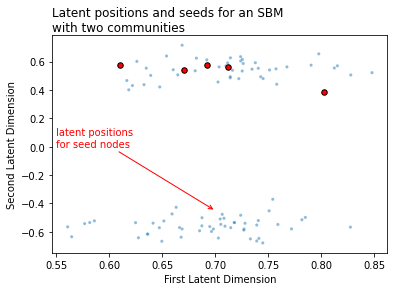 Latent positions and seeds for an SBM
with two communities
Second Latent Dimension
0.6
0.4
0.2
0.0
−0.2
−0.4
−0.6
latent positions
for seed nodes
0.55
0.60
0.65
0.70
0.75
0.80
0.85
First Latent Dimension